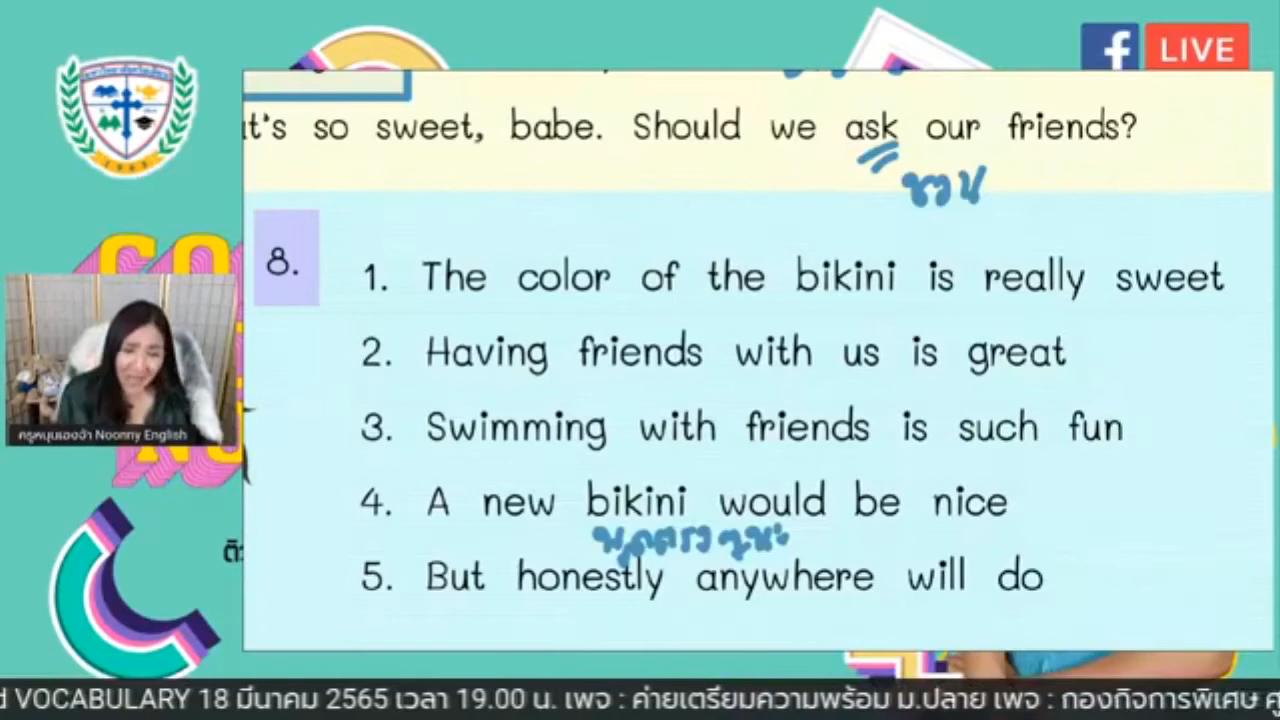 LIVE
t's so sweet, babe. Should we ask our friends?
ชวน
8.
1. The color of the bikini is really sweet
2. Having friends with us is great
3. Swimming with friends is such fun
4. A new bikini would be nice
5. But honestly anywhere will do
ครูหนุนเองจ้า Noonny English
VOCABULARY 18 มีนาคม 2565 เวลา 19.00 น. เพจ : ค่ายเตรียมความพร้อม ม.ปลาย เพจ : กองกิจการพิเศษ